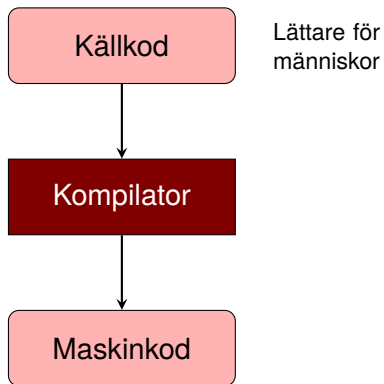 Källkod
Lättare för
människor
Kompilator
Maskinkod